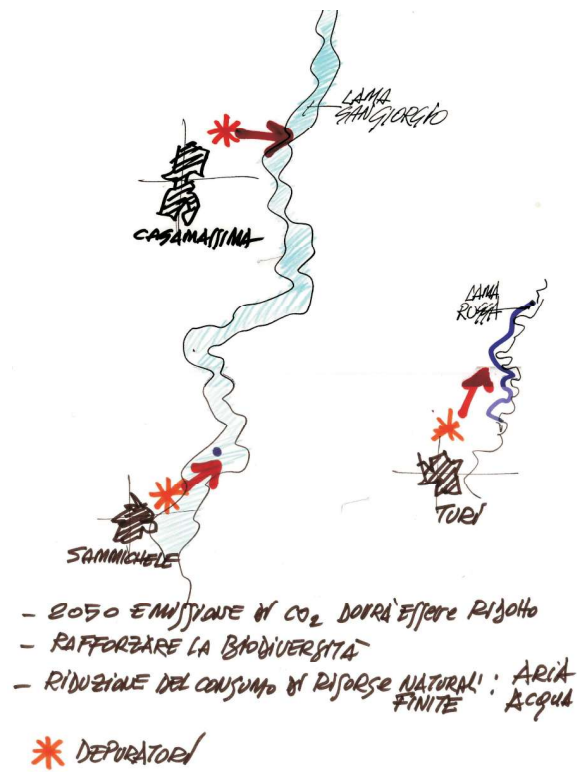 LAMA
SAN GIORGIO
CASAMASSIMA
LAMA
ROSSA
TURI
SAMMICHELE
- 2050 EMISSIONE DI CO₂ DOVRÀ ESSERE RIDOTTO
- RAFFORZARE LA BIODIVERSITÀ
- RIDUZIONE DEL CONSUMO DI RISORSE NATURALI : ARIA
FINITE ACQUA
DEPURATORI